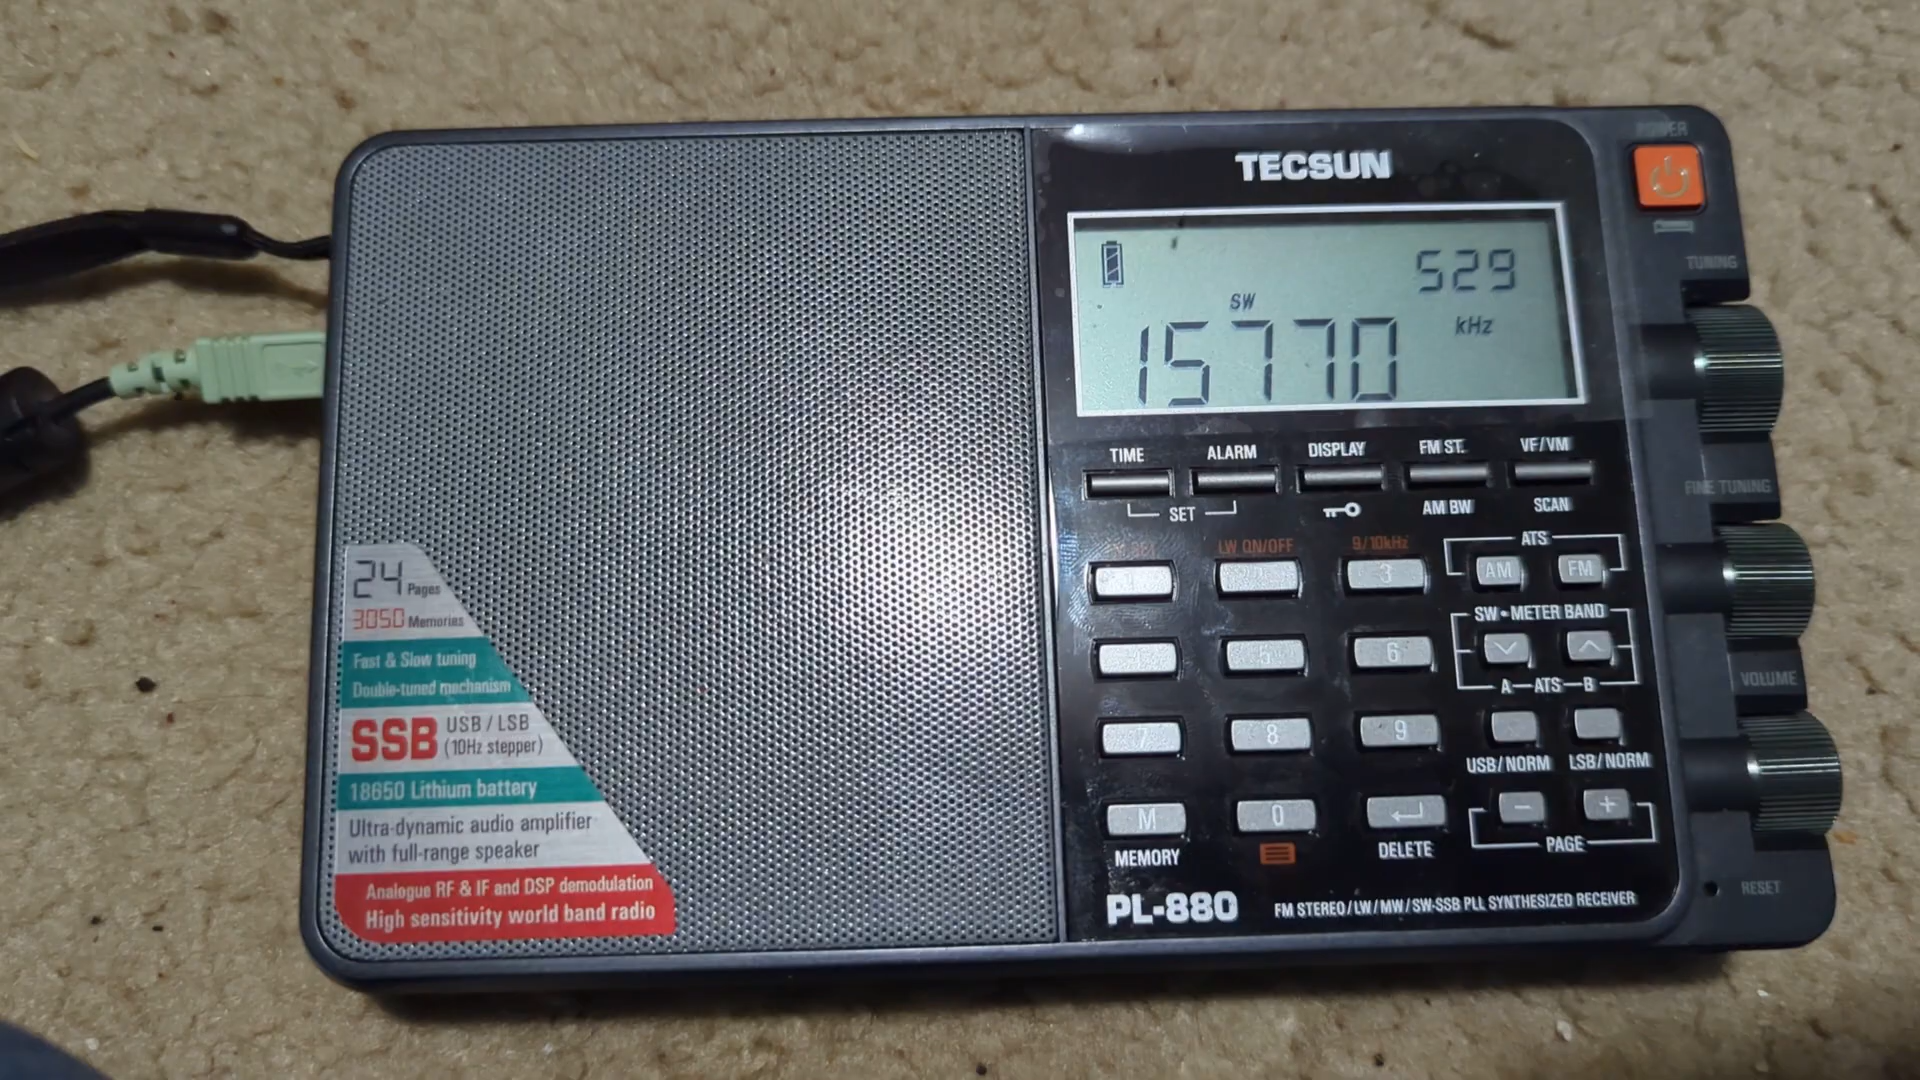 POWER
TECSUN
529
SW
15770
kHz
TUNING
TIME
ALARM
DISPLAY
FM ST.
VF/VM
SET
AM BW
SCAN
FINE TUNING
LW ON/OFF
9/10kHz
ATS
3
AM
FM
SW•METER BAND
5
6
A—ATS—B
VOLUME
7
8
9
USB/NORM
LSB/NORM
M
0
−
+
MEMORY
DELETE
PAGE
RESET
PL-880
FM STEREO/LW/MW/SW-SSB PLL SYNTHESIZED RECEIVER
24 Pages
3050 Memories
Fast & Slow tuning
Double-tuned mechanism
SSB USB / LSB
(10Hz stepper)
18650 Lithium battery
Ultra-dynamic audio amplifier
with full-range speaker
Analogue RF & IF and DSP demodulation
High sensitivity world band radio